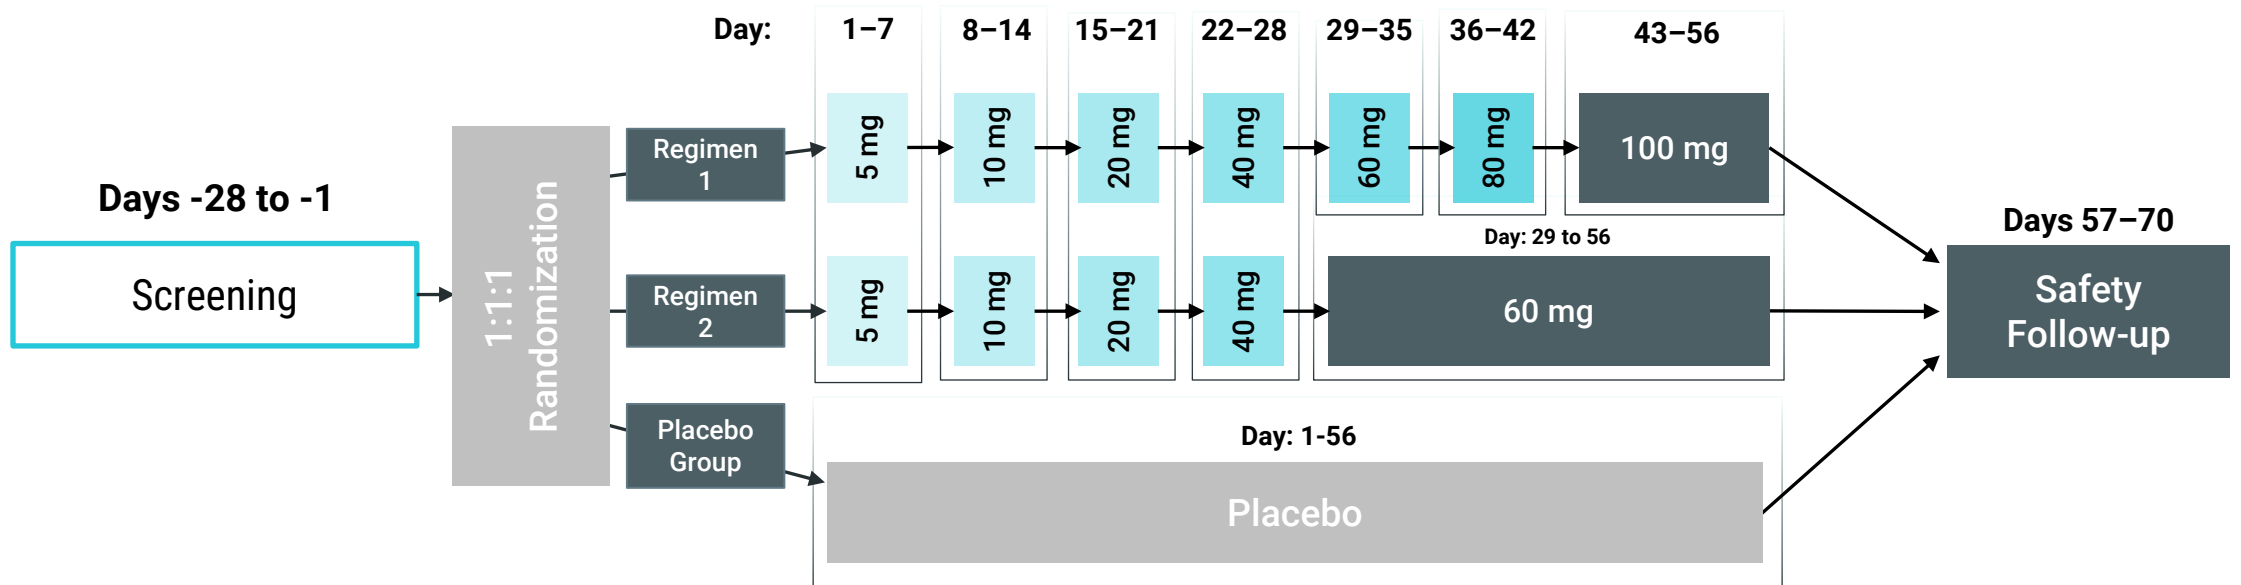 Day:
1–7
8–14
15–21
22–28
29–35
36–42
43–56
Days -28 to -1
Screening
1:1:1
Randomization
Regimen
1
5 mg
10 mg
20 mg
40 mg
60 mg
80 mg
100 mg
Regimen
2
5 mg
10 mg
20 mg
40 mg
Day: 29 to 56
60 mg
Placebo
Group
Day: 1-56
Placebo
Days 57–70
Safety
Follow-up